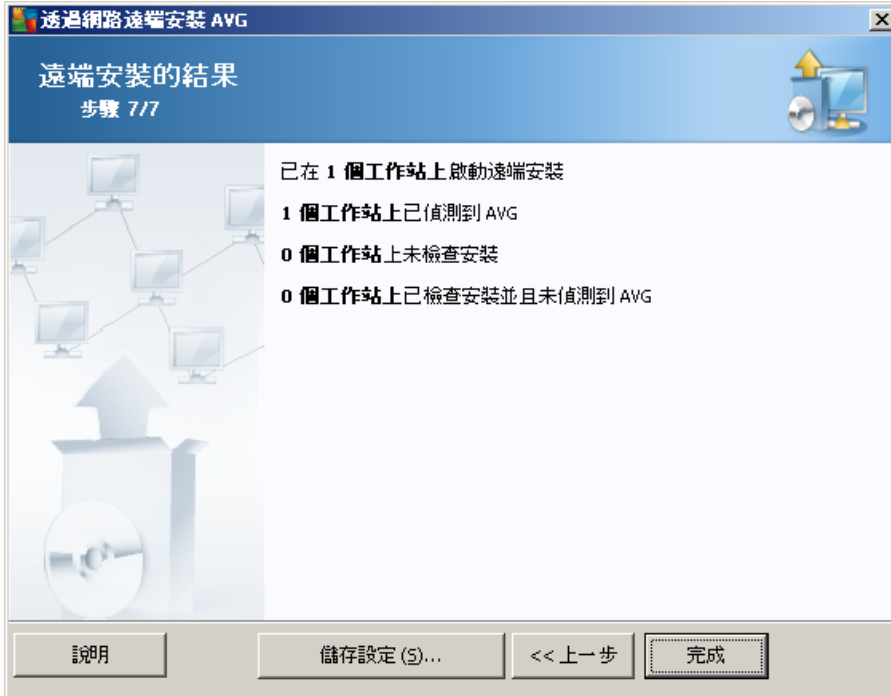 透過網路遠端安裝 AVG
遠端安裝的結果
步驟 7/7
已在 1 個工作站上啟動遠端安裝
1 個工作站上已偵測到 AVG
0 個工作站上未檢查安裝
0 個工作站上已檢查安裝並且未偵測到 AVG
說明
儲存設定 (S)...
<< 上一步
完成